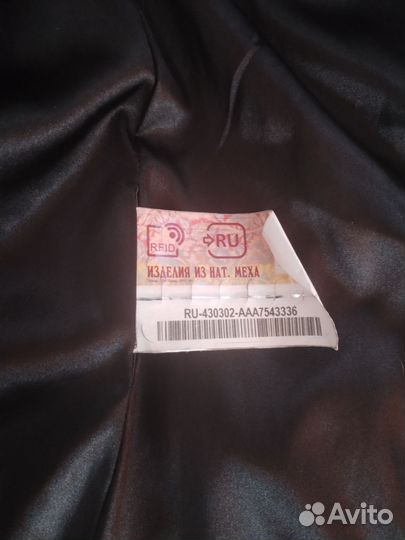 RFID
RU
ИЗДЕЛИЯ ИЗ НАТ. МЕХА
RU-430302-AAA7543336
Avito